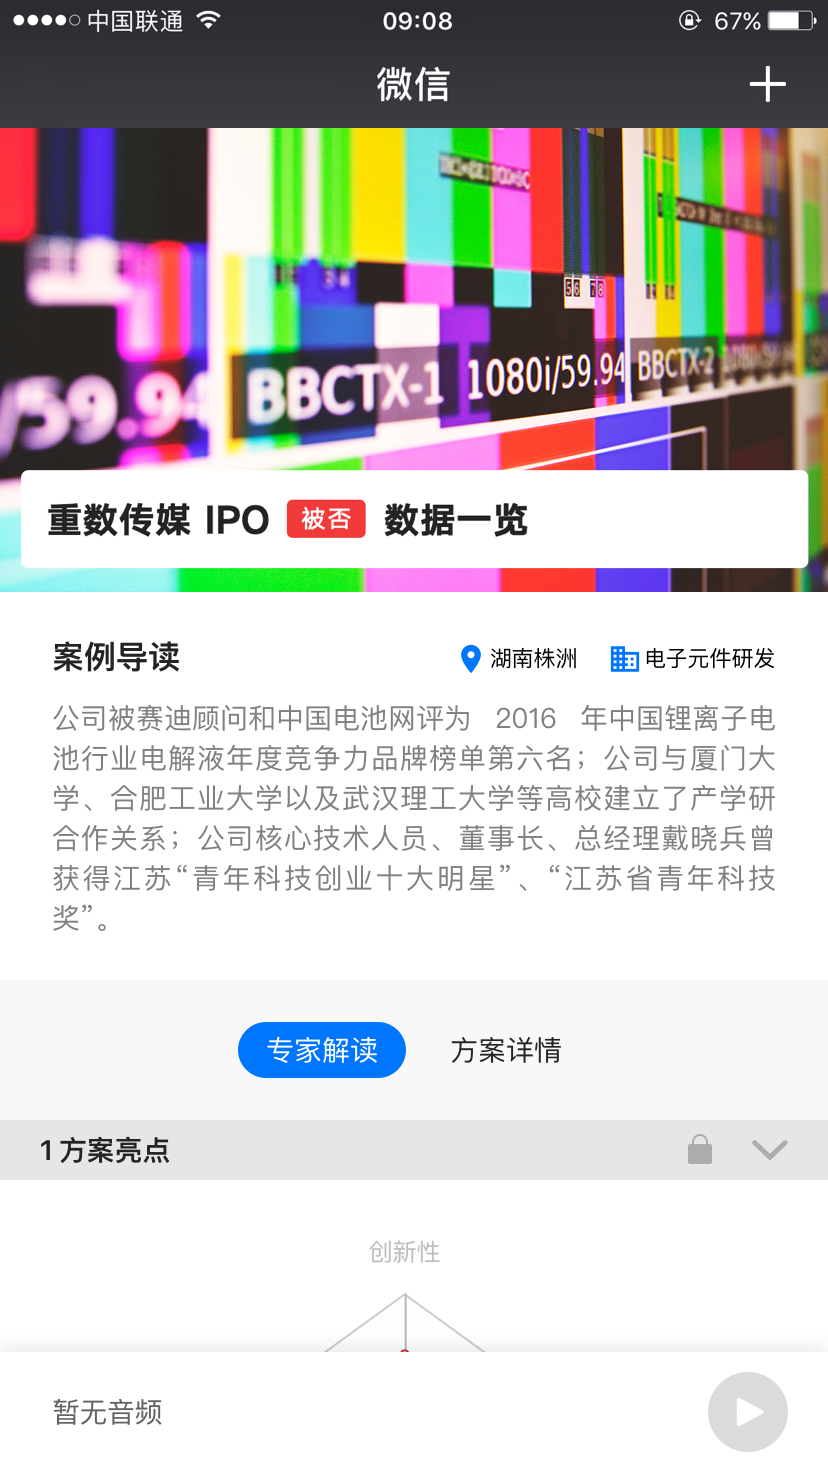 中国联通
09:08
67%
微信
56 78
/59.94
BBCTX-1
1080i/59.94
BBCTX-2
重数传媒 IPO 被否 数据一览
案例导读
湖南株洲
电子元件研发
公司被赛迪顾问和中国电池网评为 2016 年中国锂离子电
池行业电解液年度竞争力品牌榜单第六名；公司与厦门大
学、合肥工业大学以及武汉理工大学等高校建立了产学研
合作关系；公司核心技术人员、董事长、总经理戴晓兵曾
获得江苏“青年科技创业十大明星”、“江苏省青年科技
奖”。
专家解读
方案详情
1 方案亮点
创新性
暂无音频